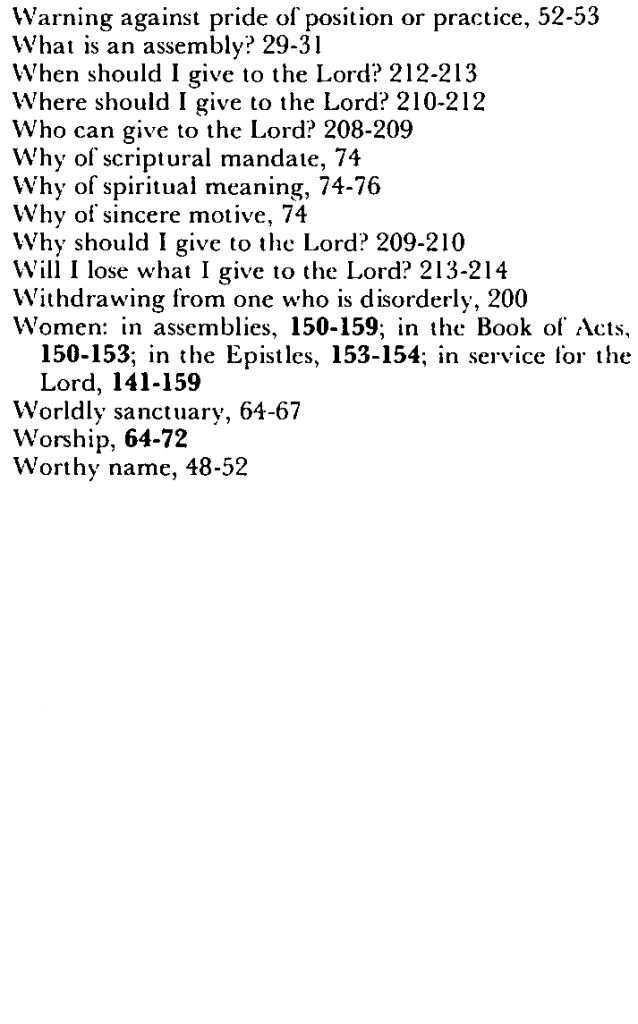 Warning against pride of position or practice, 52-53
What is an assembly? 29-31
When should I give to the Lord? 212-213
Where should I give to the Lord? 210-212
Who can give to the Lord? 208-209
Why of scriptural mandate, 74
Why of spiritual meaning, 74-76
Why of sincere motive, 74
Why should I give to the Lord? 209-210
Will I lose what I give to the Lord? 213-214
Withdrawing from one who is disorderly, 200
Women: in assemblies, 150-159; in the Book of Acts,
150-153; in the Epistles, 153-154; in service for the
Lord, 141-159
Worldly sanctuary, 64-67
Worship, 64-72
Worthy name, 48-52